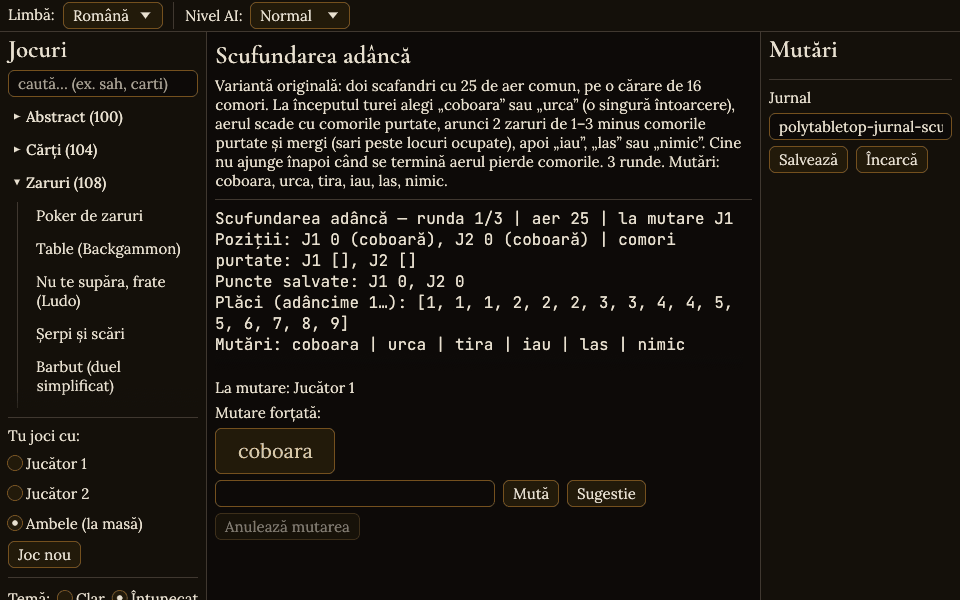 Limbă: Română ▼ Nivel AI: Normal ▼
Jocuri
caută... (ex. sah, carti)
▸ Abstract (100)
▸ Cărți (104)
▾ Zaruri (108)
Poker de zaruri
Table (Backgammon)
Nu te supăra, frate
(Ludo)
Șerpi și scări
Barbut (duel
simplificat)
Tu joci cu:
Jucător 1
Jucător 2
Ambele (la masă)
Joc nou
Temă: Clar Întunecat
Scufundarea adâncă
Variantă originală: doi scafandri cu 25 de aer comun, pe o cărare de 16
comori. La începutul turei alegi „coboara” sau „urca” (o singură întoarcere),
aerul scade cu comorile purtate, arunci 2 zaruri de 1–3 minus comorile
purtate și mergi (sari peste locuri ocupate), apoi „iau”, „las” sau „nimic”. Cine
nu ajunge înapoi când se termină aerul pierde comorile. 3 runde. Mutări:
coboara, urca, tira, iau, las, nimic.
Scufundarea adâncă — runda 1/3 | aer 25 | la mutare J1
Poziții: J1 0 (coboară), J2 0 (coboară) | comori
purtate: J1 [], J2 []
Puncte salvate: J1 0, J2 0
Plăci (adâncime 1…): [1, 1, 1, 2, 2, 2, 3, 3, 4, 4, 5,
5, 6, 7, 8, 9]
Mutări: coboara | urca | tira | iau | las | nimic
La mutare: Jucător 1
Mutare forțată:
coboara
Mută Sugestie
Anulează mutarea
Mutări
Jurnal
polytabletop-jurnal-scu
Salvează Încarcă